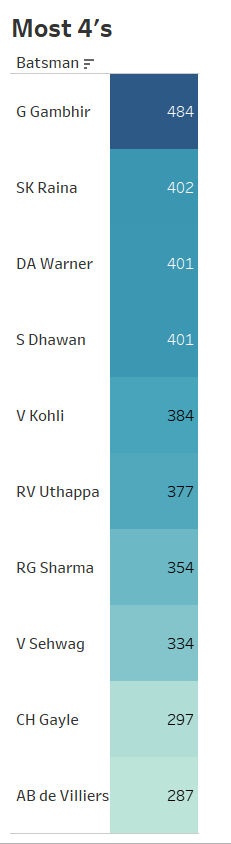 Most 4's
Batsman
G Gambhir 484
SK Raina 402
DA Warner 401
S Dhawan 401
V Kohli 384
RV Uthappa 377
RG Sharma 354
V Sehwag 334
CH Gayle 297
AB de Villiers 287